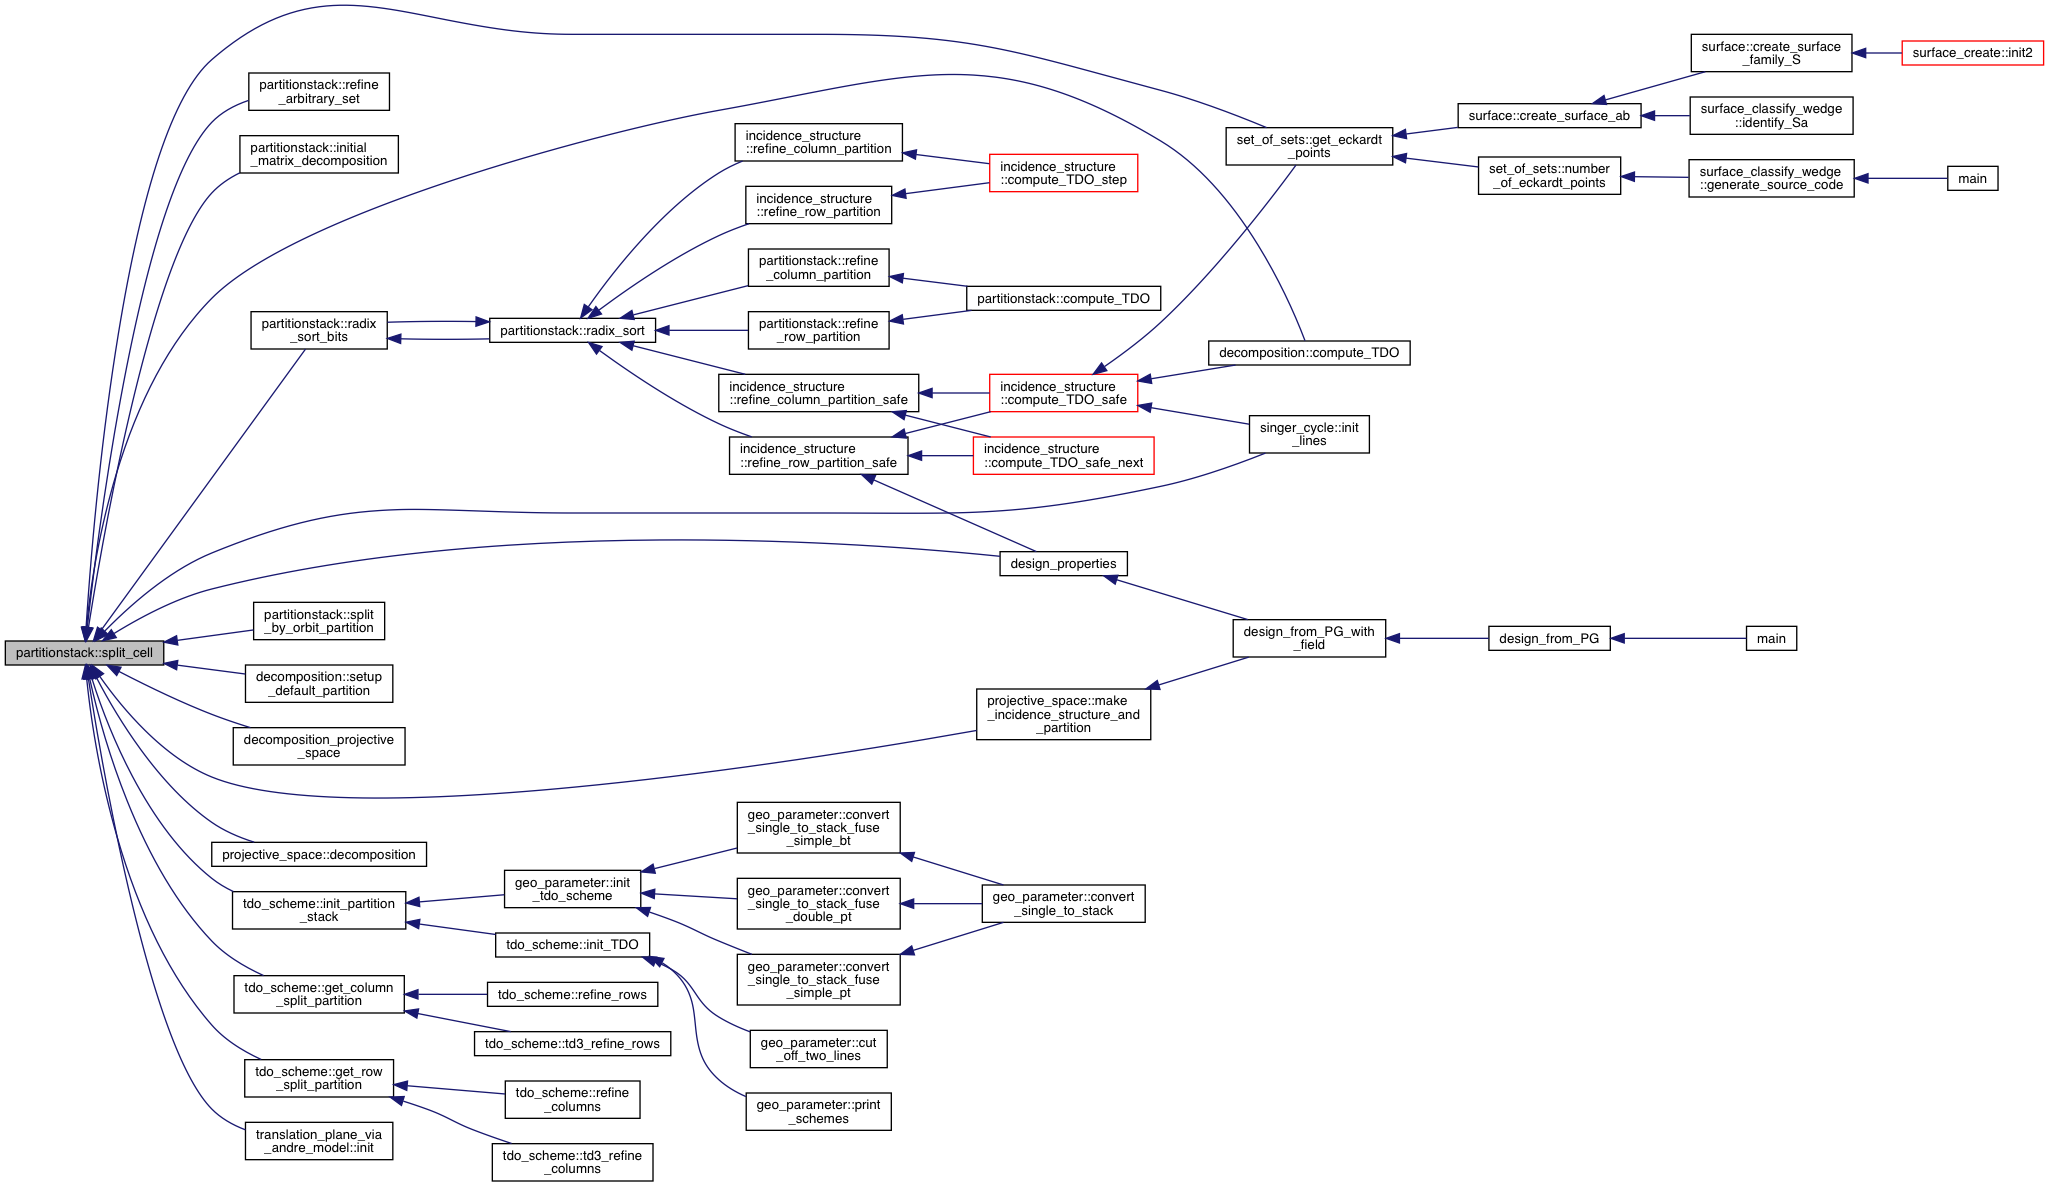 partitionstack::split_cell
partitionstack::refine
_arbitrary_set
partitionstack::initial
_matrix_decomposition
partitionstack::radix
_sort_bits
partitionstack::split
_by_orbit_partition
decomposition::setup
_default_partition
decomposition_projective
_space
projective_space::decomposition
tdo_scheme::init_partition
_stack
tdo_scheme::get_column
_split_partition
tdo_scheme::get_row
_split_partition
translation_plane_via
_andre_model::init
partitionstack::radix_sort
geo_parameter::init
_tdo_scheme
tdo_scheme::init_TDO
tdo_scheme::refine_rows
tdo_scheme::td3_refine_rows
tdo_scheme::refine
_columns
tdo_scheme::td3_refine
_columns
incidence_structure
::refine_column_partition
incidence_structure
::refine_row_partition
partitionstack::refine
_column_partition
partitionstack::refine
_row_partition
incidence_structure
::refine_column_partition_safe
incidence_structure
::refine_row_partition_safe
geo_parameter::convert
_single_to_stack_fuse
_simple_bt
geo_parameter::convert
_single_to_stack_fuse
_double_pt
geo_parameter::convert
_single_to_stack_fuse
_simple_pt
geo_parameter::cut
_off_two_lines
geo_parameter::print
_schemes
incidence_structure
::compute_TDO_step
partitionstack::compute_TDO
incidence_structure
::compute_TDO_safe
incidence_structure
::compute_TDO_safe_next
design_properties
projective_space::make
_incidence_structure_and
_partition
geo_parameter::convert
_single_to_stack
set_of_sets::get_eckardt
_points
decomposition::compute_TDO
singer_cycle::init
_lines
design_from_PG_with
_field
surface::create_surface_ab
set_of_sets::number
_of_eckardt_points
design_from_PG
surface::create_surface
_family_S
surface_classify_wedge
::identify_Sa
surface_classify_wedge
::generate_source_code
main
surface_create::init2
main